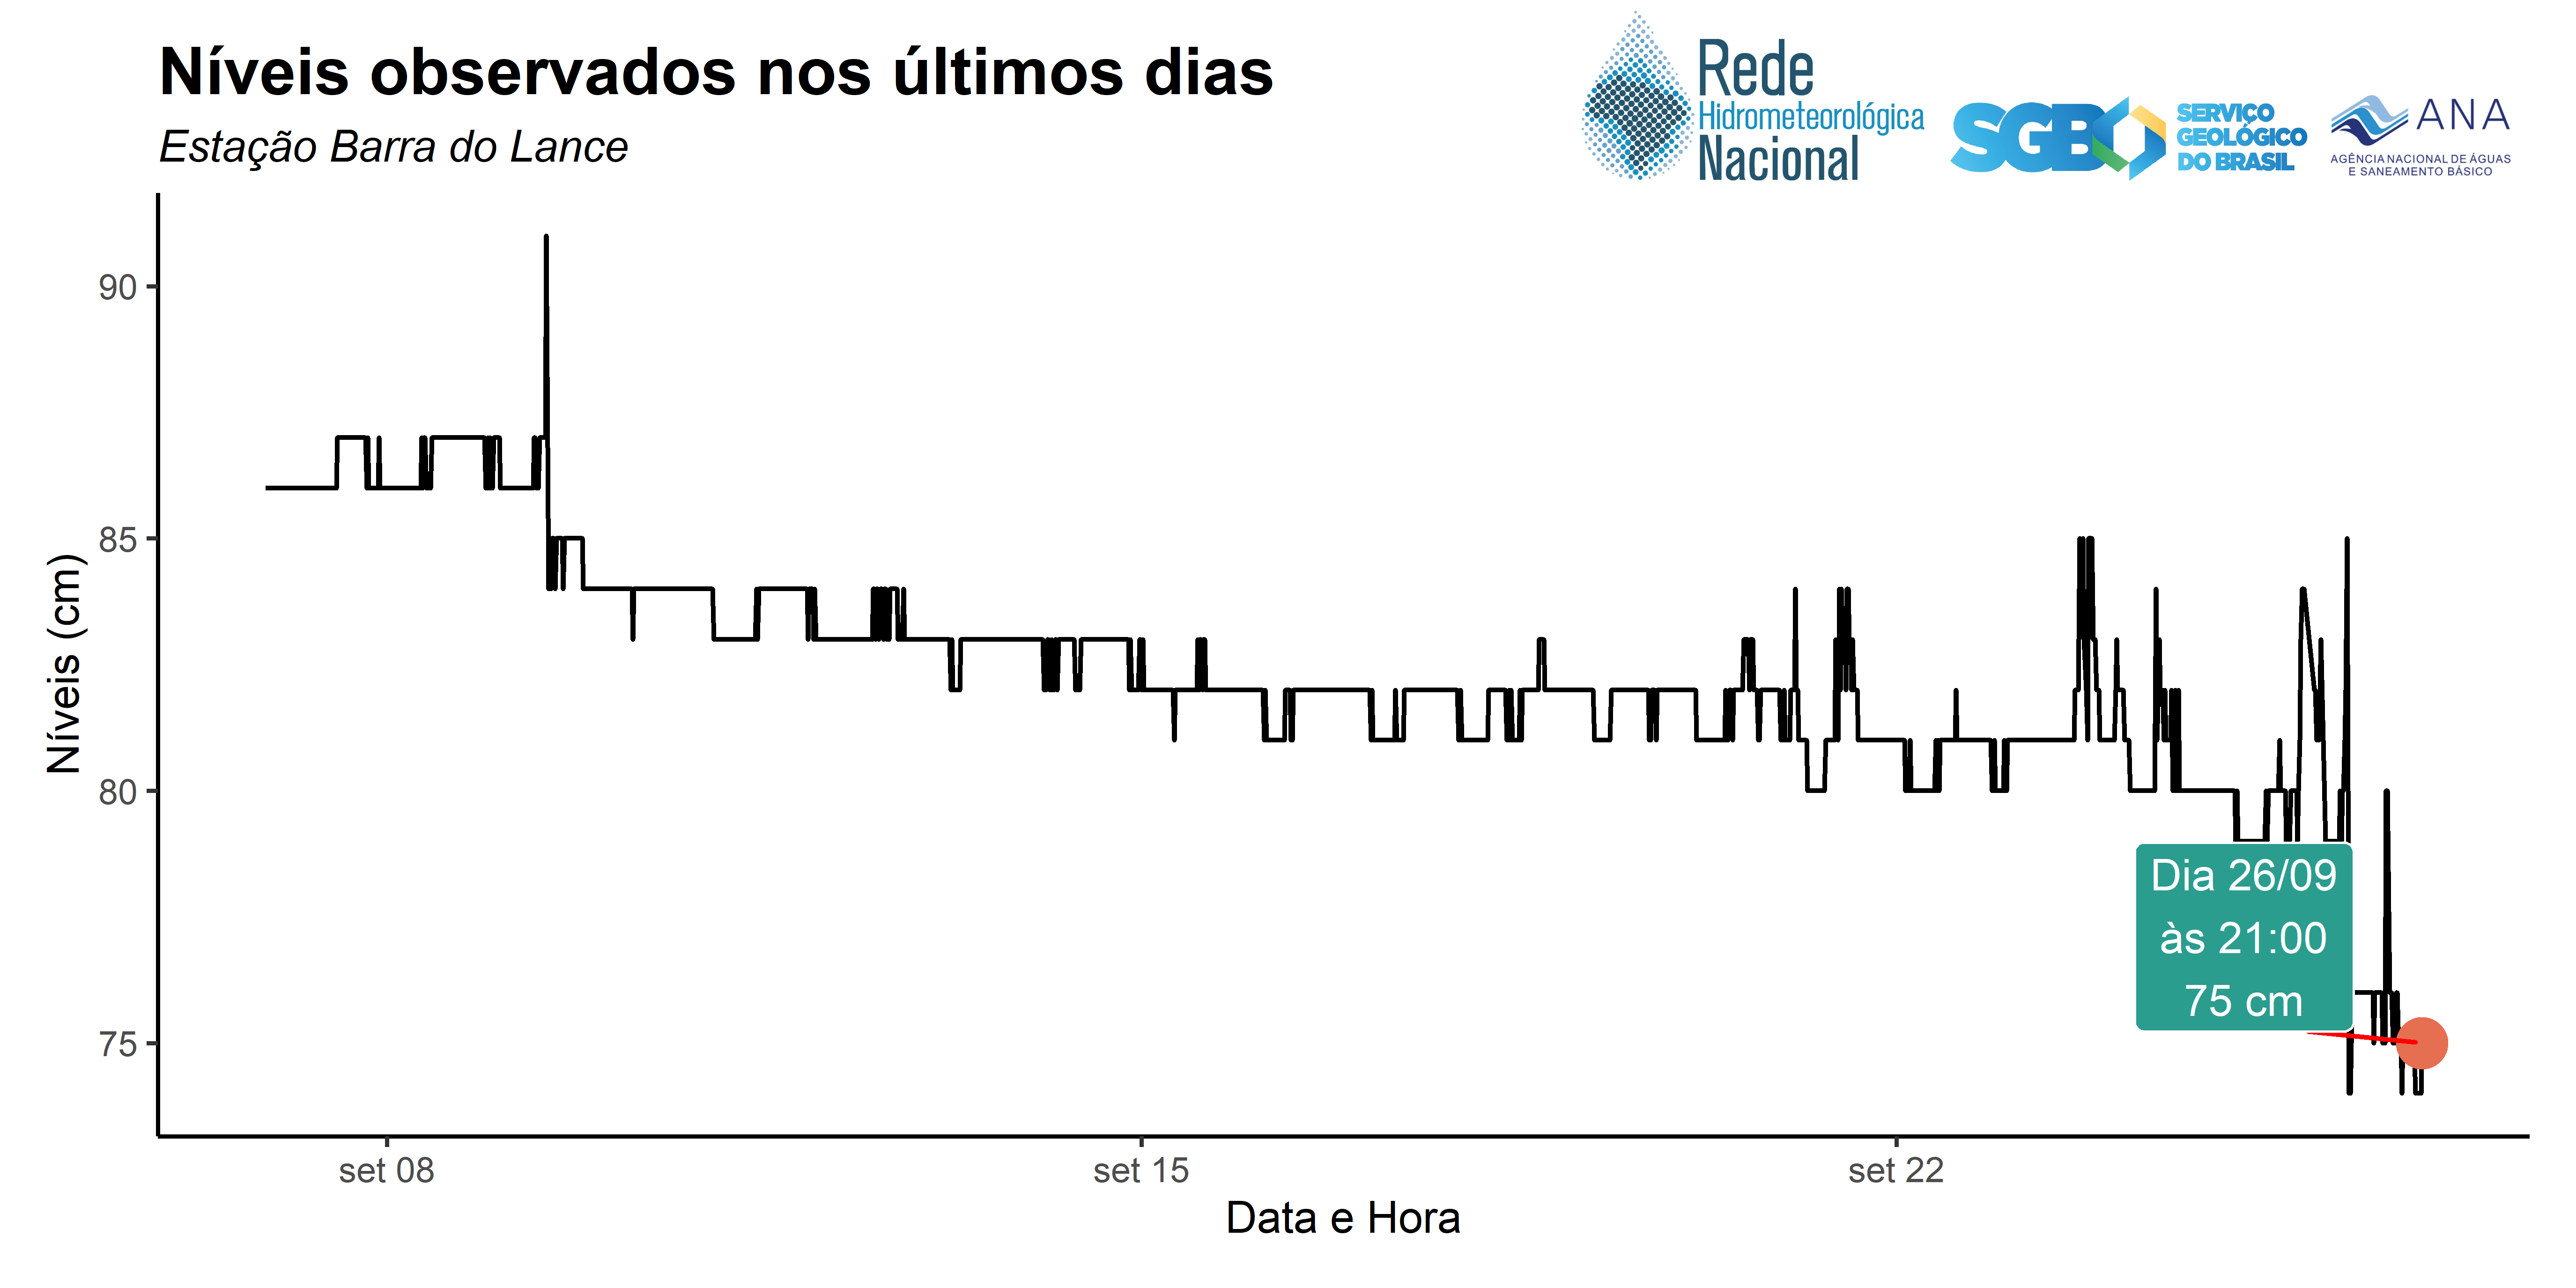 Níveis observados nos últimos dias
Estação Barra do Lance
Rede
Hidrometeorológica
Nacional
SGB
SERVIÇO
GEOLÓGICO
DO BRASIL
ANA
AGÊNCIA NACIONAL DE ÁGUAS
E SANEAMENTO BÁSICO
Níveis (cm)
90
85
80
75
Dia 26/09
às 21:00
75 cm
set 08
set 15
set 22
Data e Hora